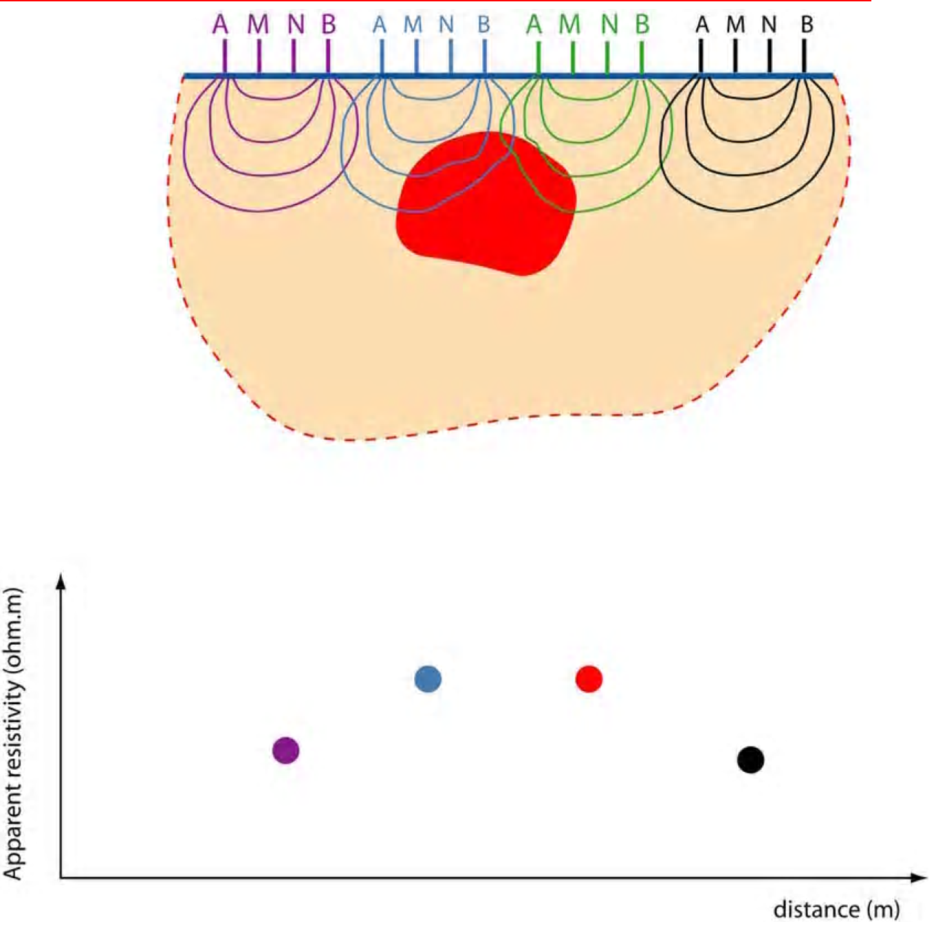 A M N B A M N B A M N B A M N B
Apparent resistivity (ohm.m)
distance (m)